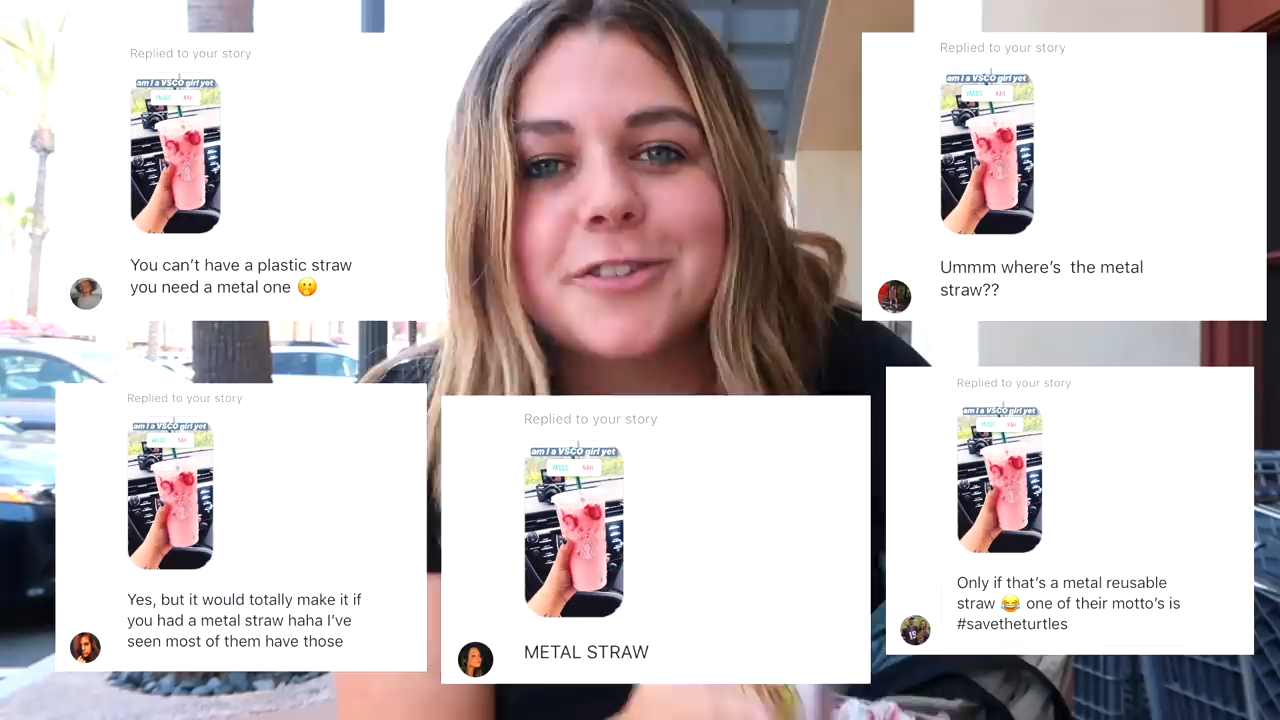 Replied to your story
am I a VSCO girl yet
YASSS NAH
You can’t have a plastic straw
you need a metal one 🤭
Replied to your story
am I a VSCO girl yet
YASSS NAH
Ummm where’s the metal
straw??
Replied to your story
am I a VSCO girl yet
YASSS NAH
Yes, but it would totally make it if
you had a metal straw haha I’ve
seen most of them have those
Replied to your story
am I a VSCO girl yet
YASSS NAH
METAL STRAW
Replied to your story
am I a VSCO girl yet
YASSS NAH
Only if that’s a metal reusable
straw 😂 one of their motto’s is
#savetheturtles